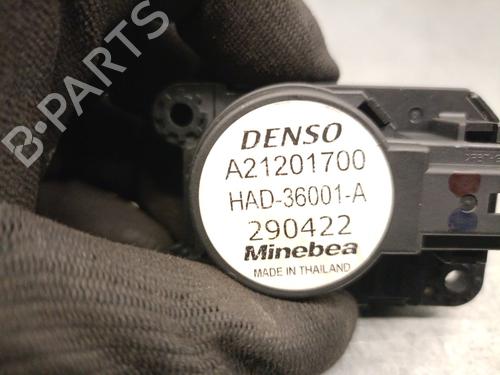 B-PARTS
DENSO
A21201700
HAD-36001-A
290422
Minebea
MADE IN THAILAND